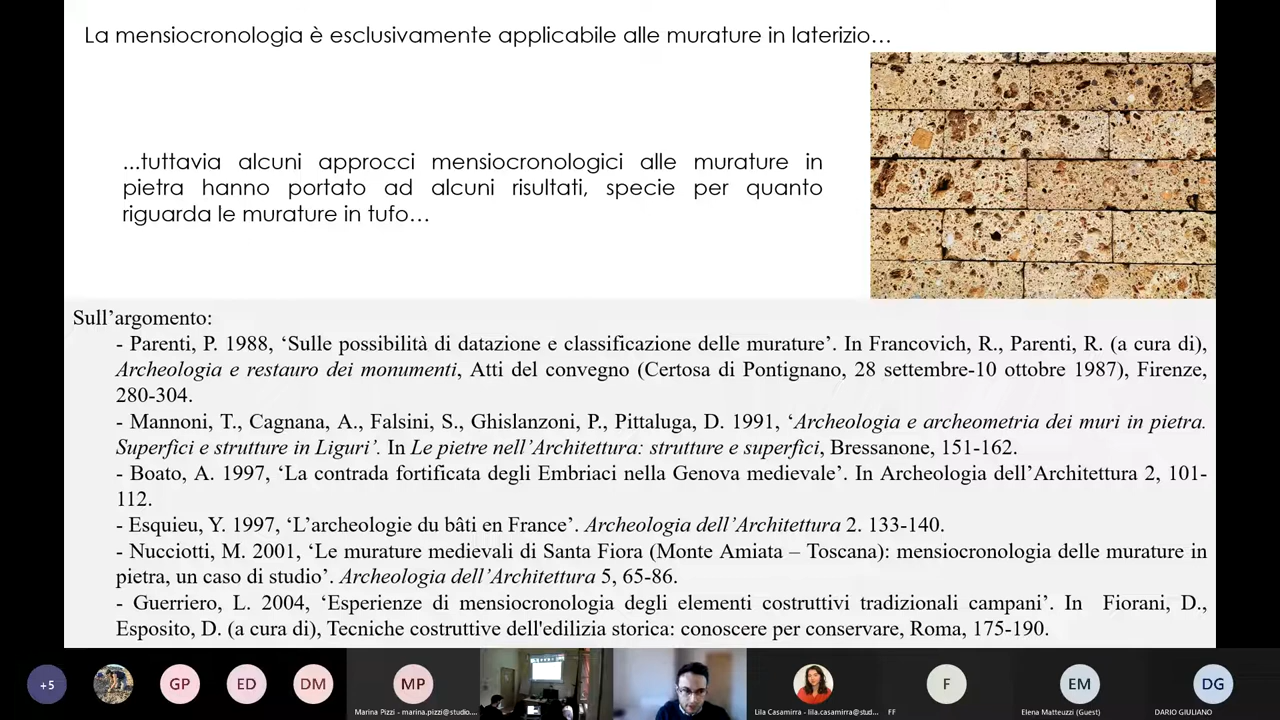 La mensiocronologia è esclusivamente applicabile alle murature in laterizio…
...tuttavia alcuni approcci mensiocronologici alle murature in
pietra hanno portato ad alcuni risultati, specie per quanto
riguarda le murature in tufo…
Sull’argomento:
- Parenti, P. 1988, ‘Sulle possibilità di datazione e classificazione delle murature’. In Francovich, R., Parenti, R. (a cura di),
Archeologia e restauro dei monumenti, Atti del convegno (Certosa di Pontignano, 28 settembre-10 ottobre 1987), Firenze,
280-304.
- Mannoni, T., Cagnana, A., Falsini, S., Ghislanzoni, P., Pittaluga, D. 1991, ‘Archeologia e archeometria dei muri in pietra.
Superfici e strutture in Liguri’. In Le pietre nell’Architettura: strutture e superfici, Bressanone, 151-162.
- Boato, A. 1997, ‘La contrada fortificata degli Embriaci nella Genova medievale’. In Archeologia dell’Architettura 2, 101-
112.
- Esquieu, Y. 1997, ‘L’archeologie du bâti en France’. Archeologia dell’Architettura 2. 133-140.
- Nucciotti, M. 2001, ‘Le murature medievali di Santa Fiora (Monte Amiata – Toscana): mensiocronologia delle murature in
pietra, un caso di studio’. Archeologia dell’Architettura 5, 65-86.
- Guerriero, L. 2004, ‘Esperienze di mensiocronologia degli elementi costruttivi tradizionali campani’. In Fiorani, D.,
Esposito, D. (a cura di), Tecniche costruttive dell'edilizia storica: conoscere per conservare, Roma, 175-190.
+5 GP ED DM MP F EM DG
Marina Pizzi - marina.pizzi@studio.... Lila Casamirra - lila.casamirra@stud... FF Elena Matteuzzi (Guest) DARIO GIULIANO